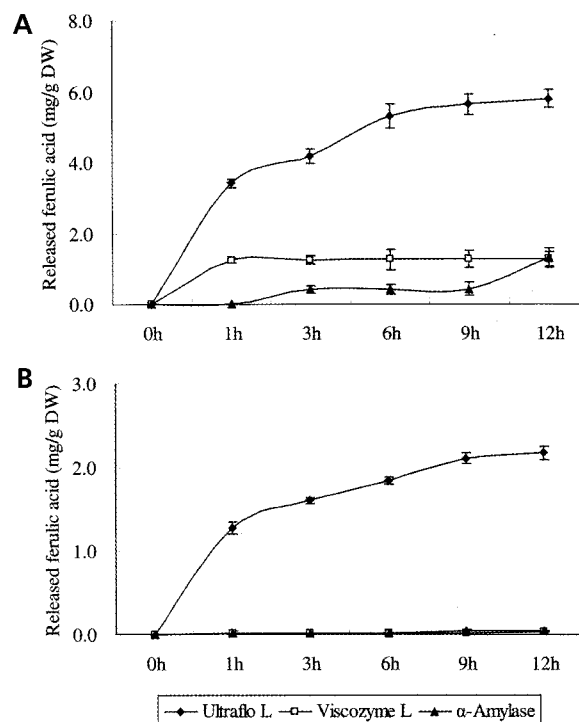 A
Released ferulic acid (mg/g DW)
8.0
6.0
4.0
2.0
0.0
0h 1h 3h 6h 9h 12h
B
Released ferulic acid (mg/g DW)
3.0
2.0
1.0
0.0
0h 1h 3h 6h 9h 12h
Ultraflo L Viscozyme L α-Amylase